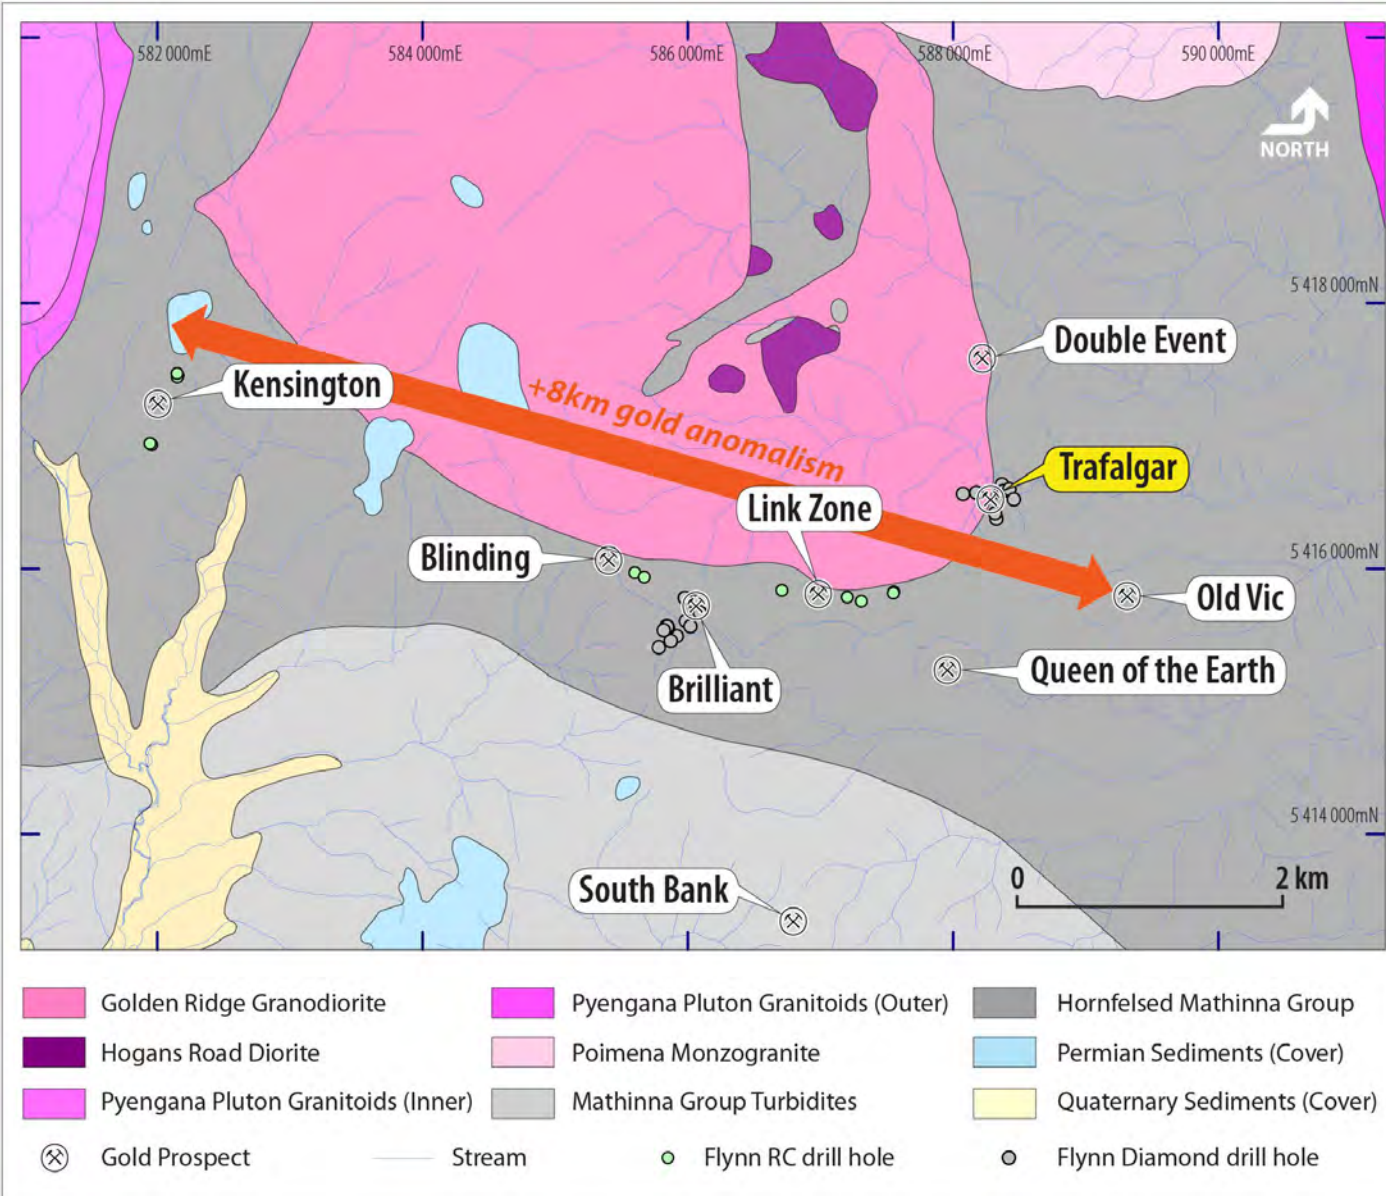 582 000mE
584 000mE
586 000mE
588 000mE
590 000mE
NORTH
5 418 000mN
Double Event
Kensington
+8km gold anomalism
Trafalgar
Link Zone
Blinding
5 416 000mN
Old Vic
Queen of the Earth
Brilliant
5 414 000mN
South Bank
0 2 km
Golden Ridge Granodiorite
Pyengana Pluton Granitoids (Outer)
Hornfelsed Mathinna Group
Hogans Road Diorite
Poimena Monzogranite
Permian Sediments (Cover)
Pyengana Pluton Granitoids (Inner)
Mathinna Group Turbidites
Quaternary Sediments (Cover)
Gold Prospect
Stream
Flynn RC drill hole
Flynn Diamond drill hole